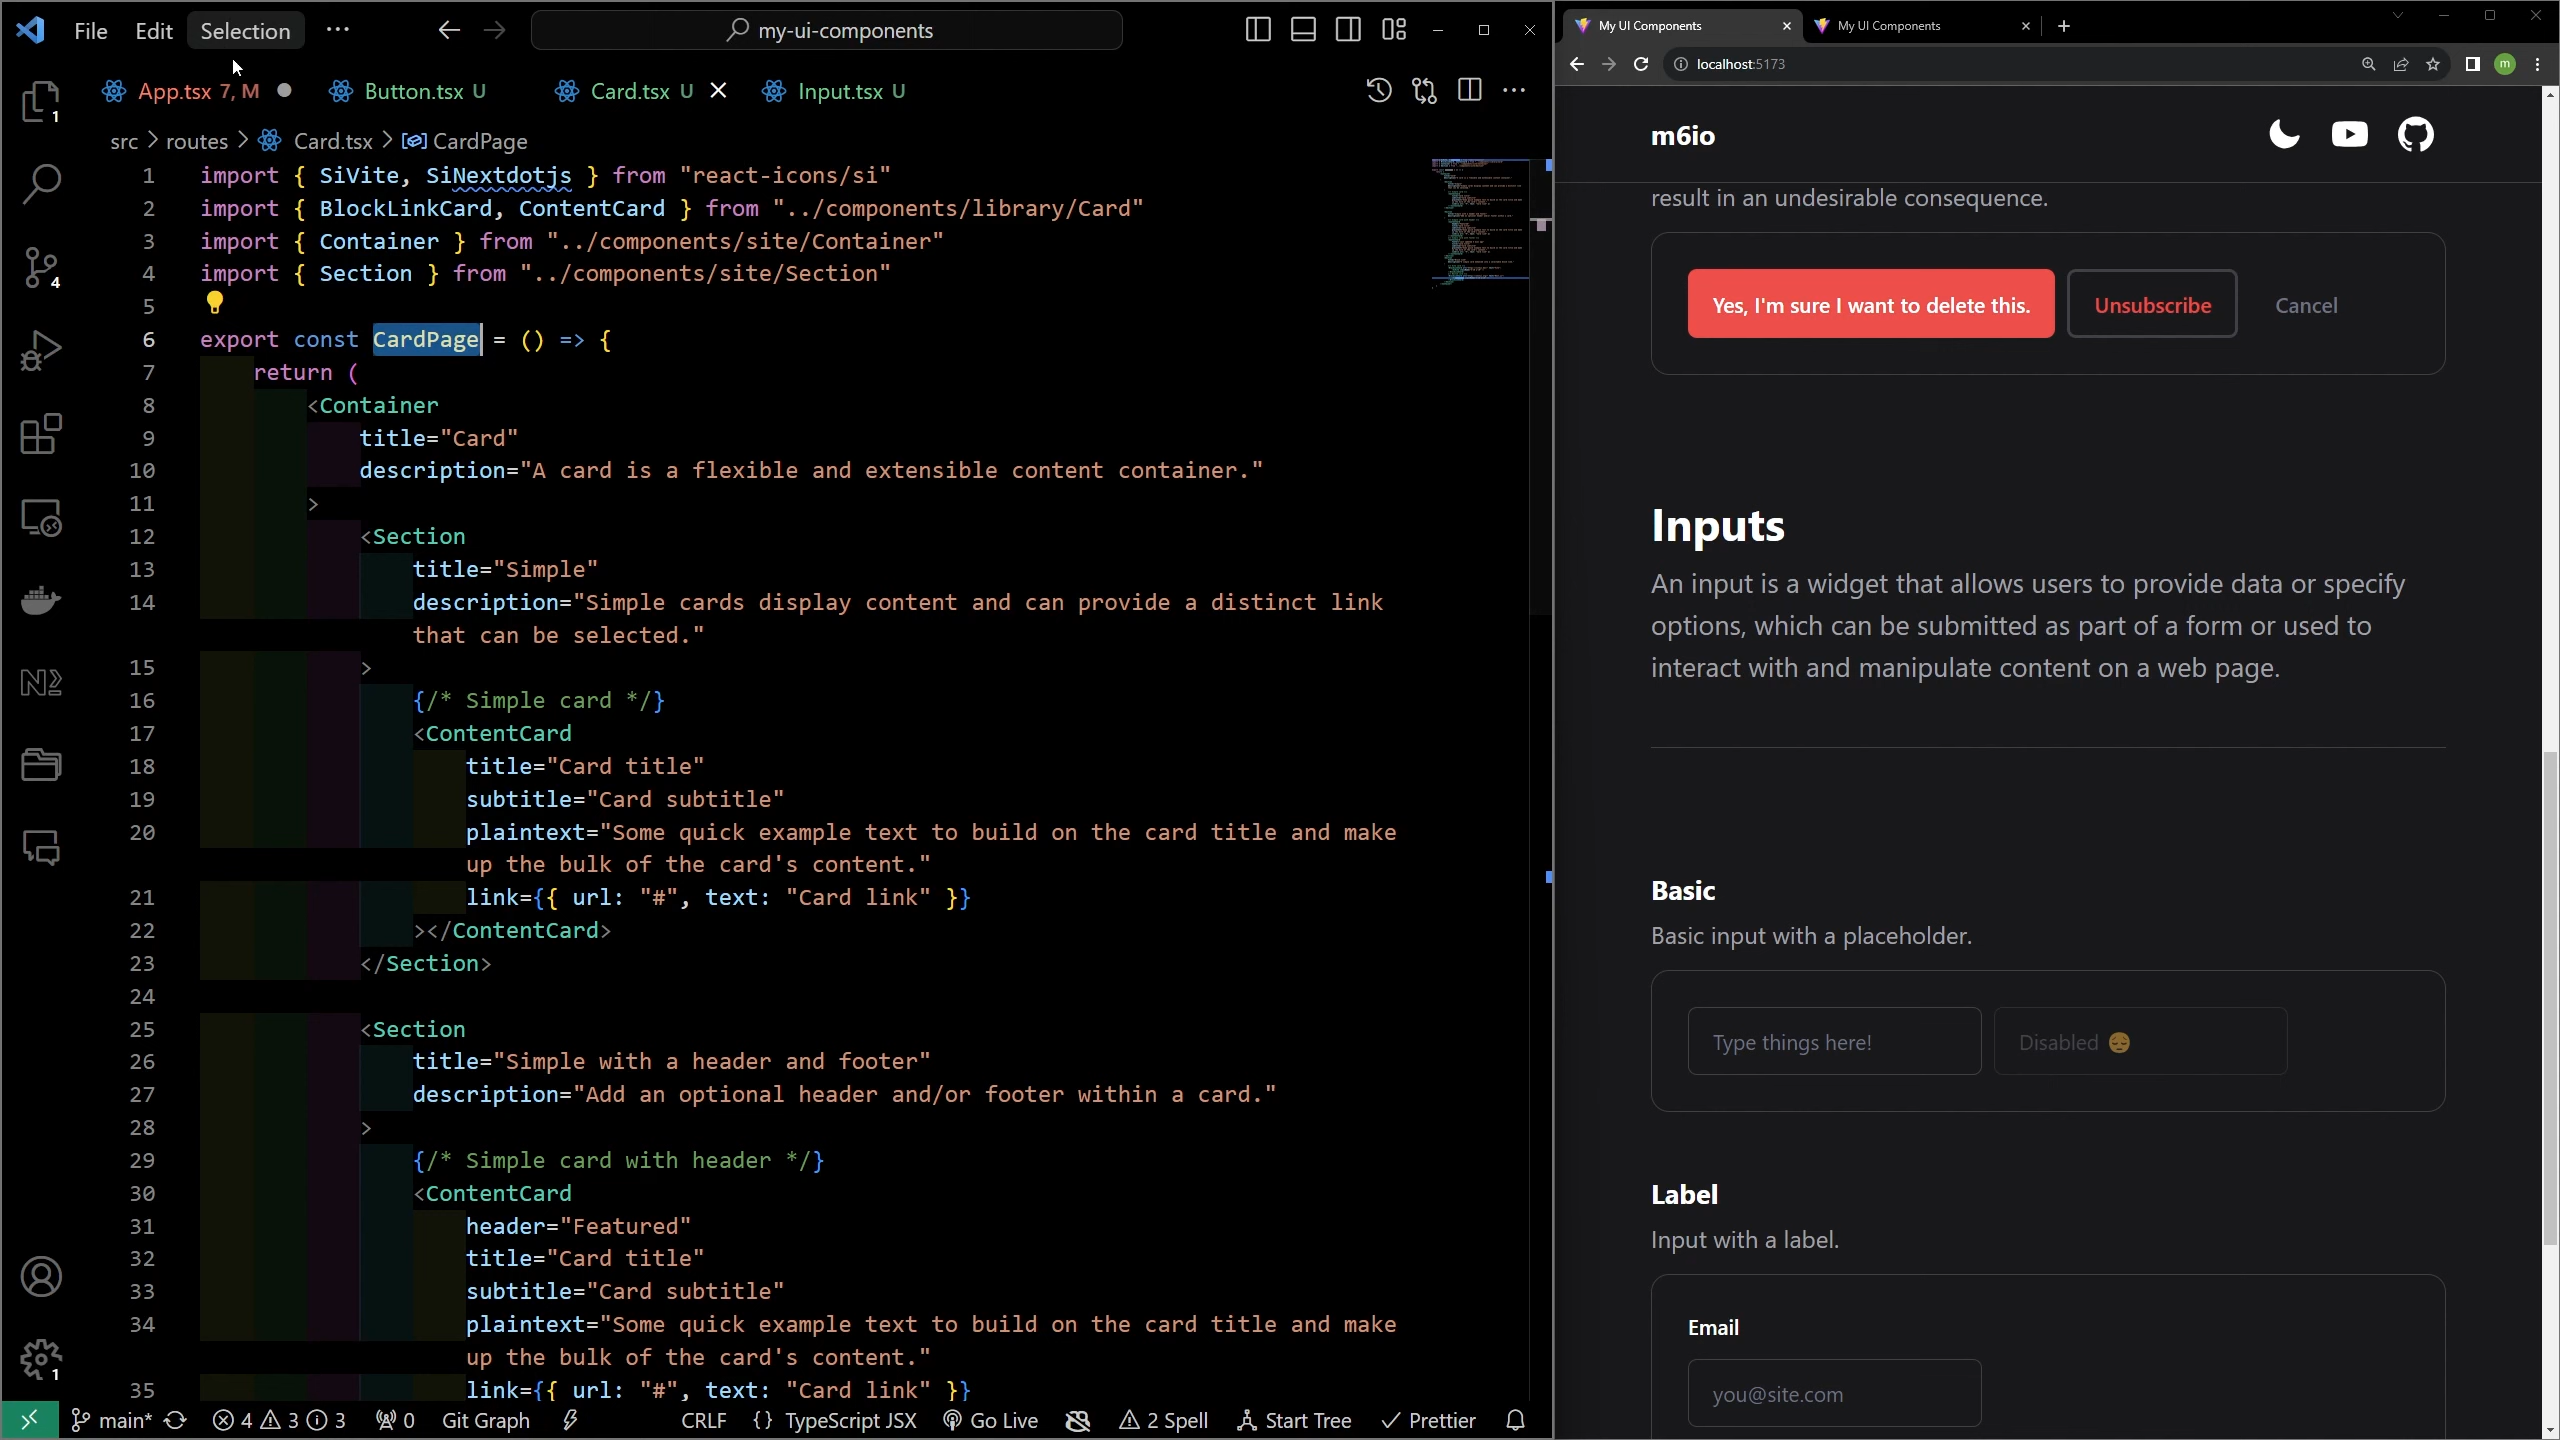 File Edit Selection ··· my-ui-components
App.tsx 7, M Button.tsx U Card.tsx U Input.tsx U
src > routes > Card.tsx > CardPage
1 import { SiVite, SiNextdotjs } from "react-icons/si"
2 import { BlockLinkCard, ContentCard } from "../components/library/Card"
3 import { Container } from "../components/site/Container"
4 import { Section } from "../components/site/Section"
5
6 export const CardPage = () => {
7 return (
8 <Container
9 title="Card"
10 description="A card is a flexible and extensible content container."
11 >
12 <Section
13 title="Simple"
14 description="Simple cards display content and can provide a distinct link
that can be selected."
15 >
16 {/* Simple card */}
17 <ContentCard
18 title="Card title"
19 subtitle="Card subtitle"
20 plaintext="Some quick example text to build on the card title and make
up the bulk of the card's content."
21 link={{ url: "#", text: "Card link" }}
22 ></ContentCard>
23 </Section>
24
25 <Section
26 title="Simple with a header and footer"
27 description="Add an optional header and/or footer within a card."
28 >
29 {/* Simple card with header */}
30 <ContentCard
31 header="Featured"
32 title="Card title"
33 subtitle="Card subtitle"
34 plaintext="Some quick example text to build on the card title and make
up the bulk of the card's content."
35 link={{ url: "#", text: "Card link" }}
1
4
1
main* 4 3 3 0 Git Graph CRLF {} TypeScript JSX Go Live 2 Spell Start Tree Prettier
My UI Components My UI Components
localhost:5173 m
m6io
result in an undesirable consequence.
Yes, I'm sure I want to delete this. Unsubscribe Cancel
Inputs
An input is a widget that allows users to provide data or specify
options, which can be submitted as part of a form or used to
interact with and manipulate content on a web page.
Basic
Basic input with a placeholder.
Type things here! Disabled 😔
Label
Input with a label.
Email
you@site.com